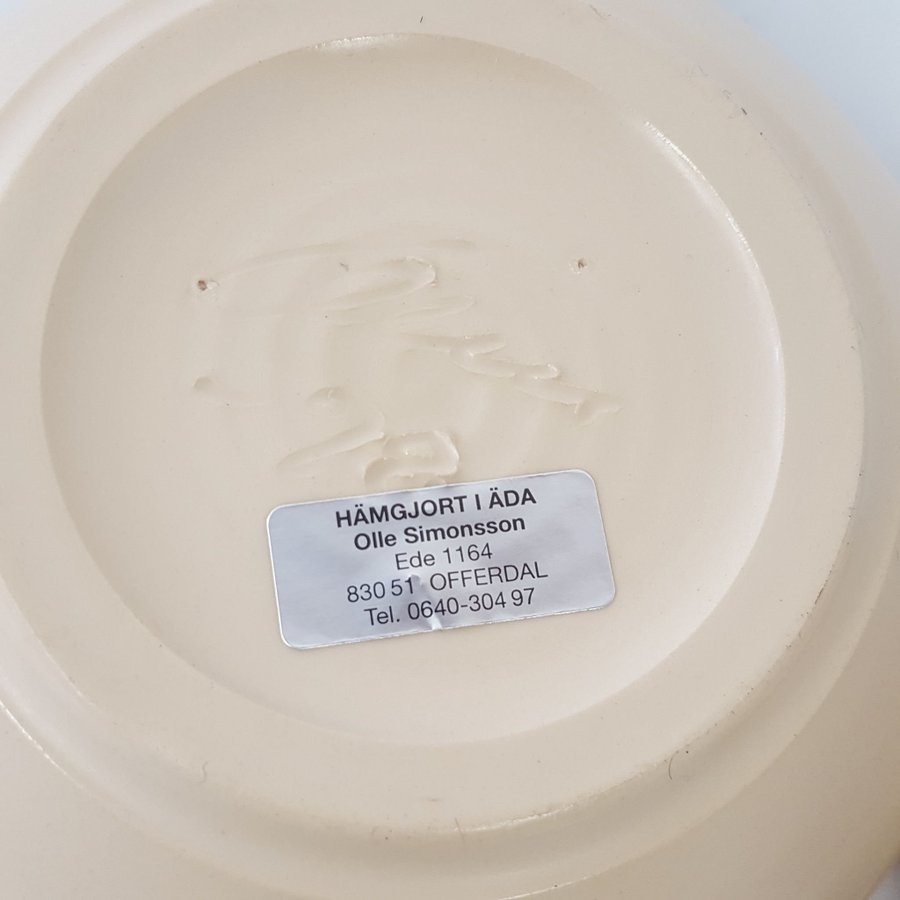 HÄMGJORT I ÄDA
Olle Simonsson
Ede 1164
830 51 OFFERDAL
Tel. 0640-304 97